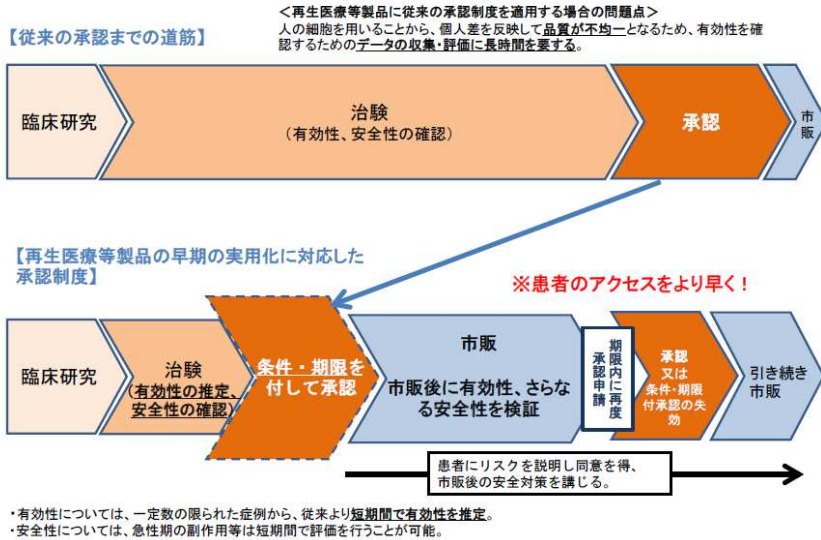 ＜再生医療等製品に従来の承認制度を適用する場合の問題点＞
人の細胞を用いることから、個人差を反映して品質が不均一となるため、有効性を確
認するためのデータの収集・評価に長時間を要する。
【従来の承認までの道筋】
臨床研究
治験
（有効性、安全性の確認）
承認
市
販
【再生医療等製品の早期の実用化に対応した
承認制度】
※患者のアクセスをより早く！
臨床研究
治験
（有効性の推定、
安全性の確認）
条件・期限を
付して承認
市販
市販後に有効性、さらな
る安全性を検証
期限内に再度
承認申請
承認
又は
条件・期限
付承認の失
効
引き続き
市販
患者にリスクを説明し同意を得、
市販後の安全対策を講じる。
・有効性については、一定数の限られた症例から、従来より短期間で有効性を推定。
・安全性については、急性期の副作用等は短期間で評価を行うことが可能。